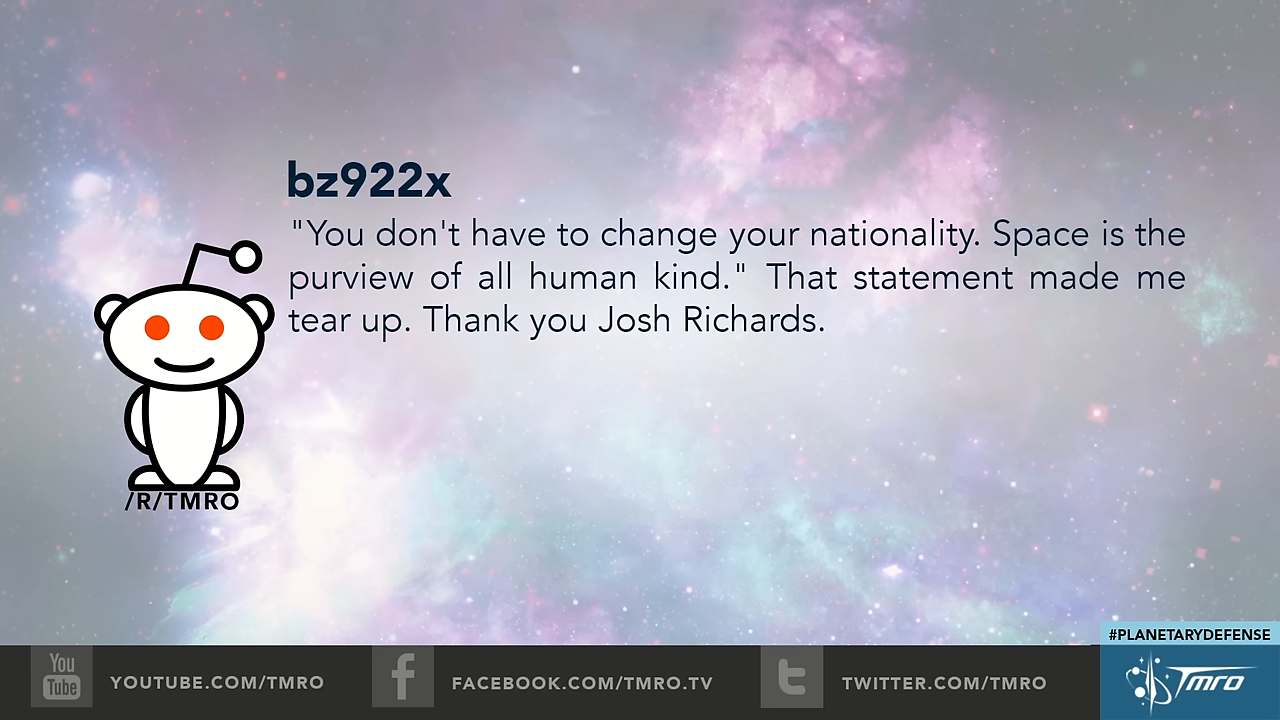 bz922x
"You don't have to change your nationality. Space is the
purview of all human kind." That statement made me
tear up. Thank you Josh Richards.
/R/TMRO
#PLANETARYDEFENSE
You
Tube
YOUTUBE.COM/TMRO
f
FACEBOOK.COM/TMRO.TV
t
TWITTER.COM/TMRO
Tmro